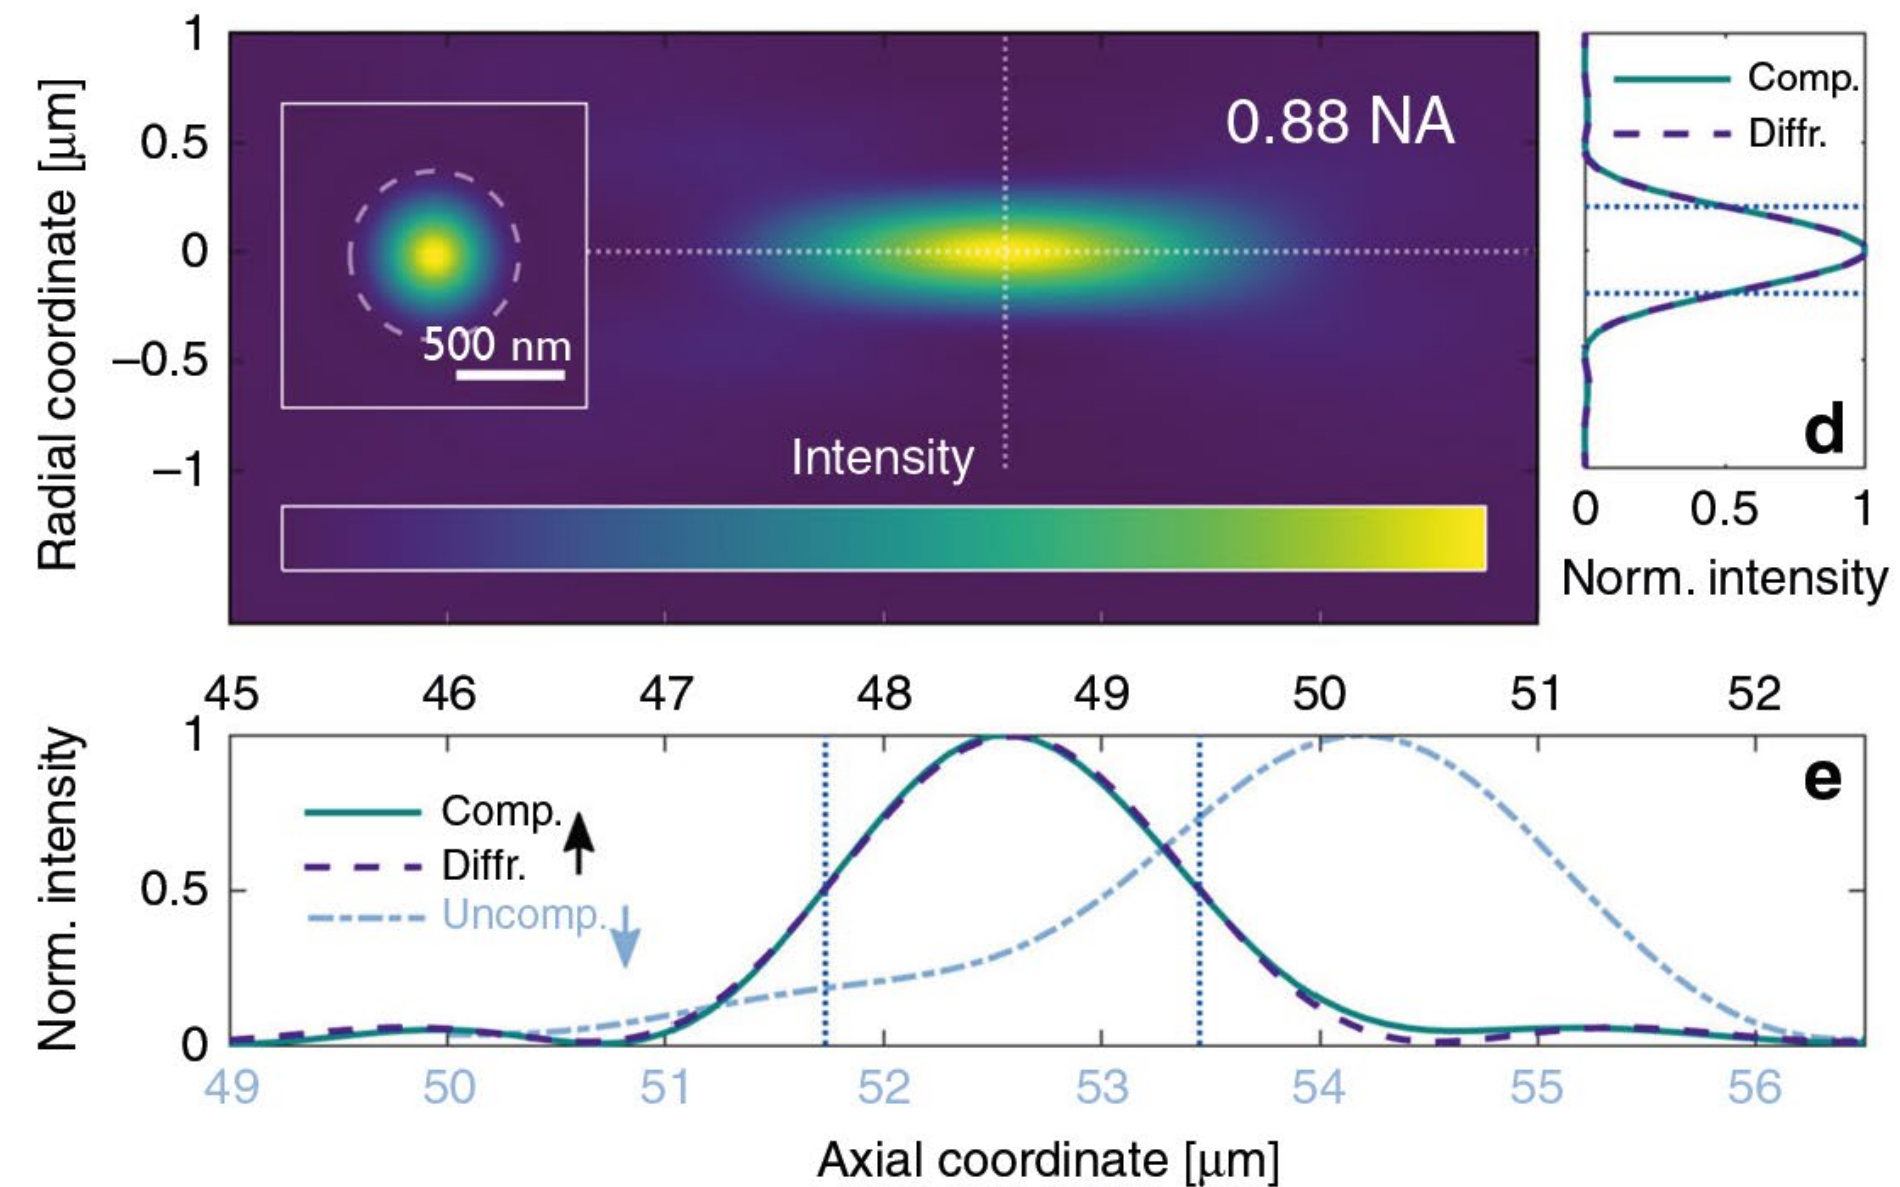 Radial coordinate [μm]
1
0.5
0
−0.5
−1
0.88 NA
500 nm
Intensity
Comp.
Diffr.
d
0 0.5 1
Norm. intensity
45 46 47 48 49 50 51 52
Norm. intensity
1
0.5
0
Comp.
Diffr.
Uncomp.
e
49 50 51 52 53 54 55 56
Axial coordinate [μm]